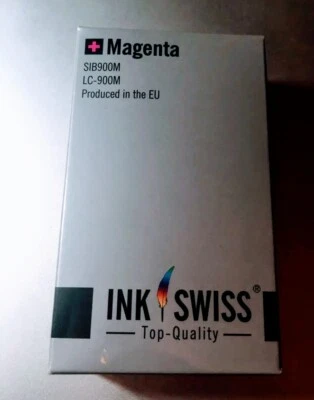 Magenta
SIB900M
LC-900M
Produced in the EU
INK SWISS®
Top-Quality